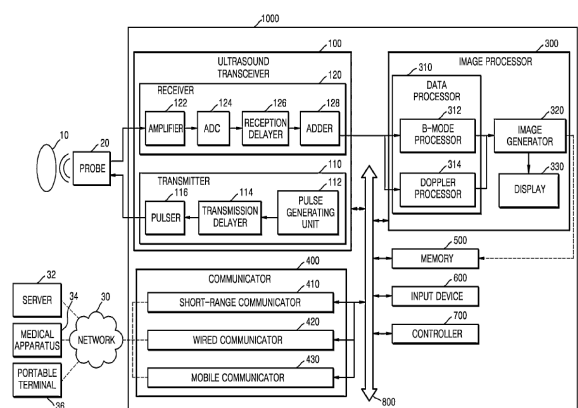 1000
100
ULTRASOUND
TRANSCEIVER
120
RECEIVER
122
124
126
128
AMPLIFIER
ADC
RECEPTION
DELAYER
ADDER
10
20
PROBE
110
TRANSMITTER
116
114
112
PULSER
TRANSMISSION
DELAYER
PULSE
GENERATING
UNIT
300
IMAGE PROCESSOR
310
DATA
PROCESSOR
312
B-MODE
PROCESSOR
314
DOPPLER
PROCESSOR
320
IMAGE
GENERATOR
330
DISPLAY
400
COMMUNICATOR
410
SHORT-RANGE COMMUNICATOR
420
WIRED COMMUNICATOR
430
MOBILE COMMUNICATOR
500
MEMORY
600
INPUT DEVICE
700
CONTROLLER
800
32
SERVER
34
MEDICAL
APPARATUS
30
NETWORK
PORTABLE
TERMINAL
36